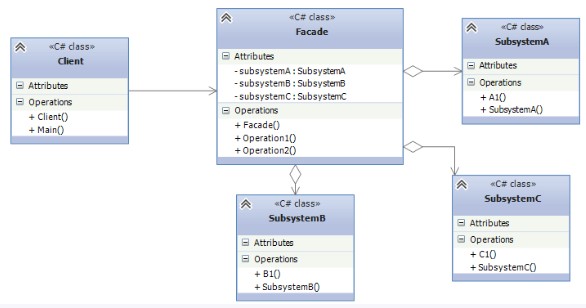 «C# class»
Client
Attributes
Operations
+ Client()
+ Main()
«C# class»
Facade
Attributes
- subsystemA : SubsystemA
- subsystemB : SubsystemB
- subsystemC : SubsystemC
Operations
+ Facade()
+ Operation1()
+ Operation2()
«C# class»
SubsystemA
Attributes
Operations
+ A1()
+ SubsystemA()
«C# class»
SubsystemB
Attributes
Operations
+ B1()
+ SubsystemB()
«C# class»
SubsystemC
Attributes
Operations
+ C1()
+ SubsystemC()